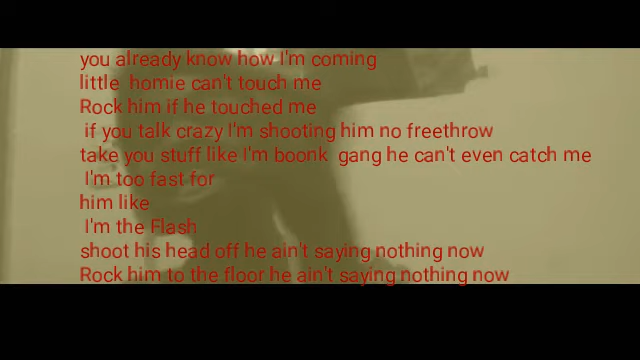 you already know how I'm coming
little homie can't touch me
Rock him if he touched me
if you talk crazy I'm shooting him no freethrow
take you stuff like I'm boonk gang he can't even catch me
I'm too fast for
him like
I'm the Flash
shoot his head off he ain't saying nothing now
Rock him to the floor he ain't saying nothing now